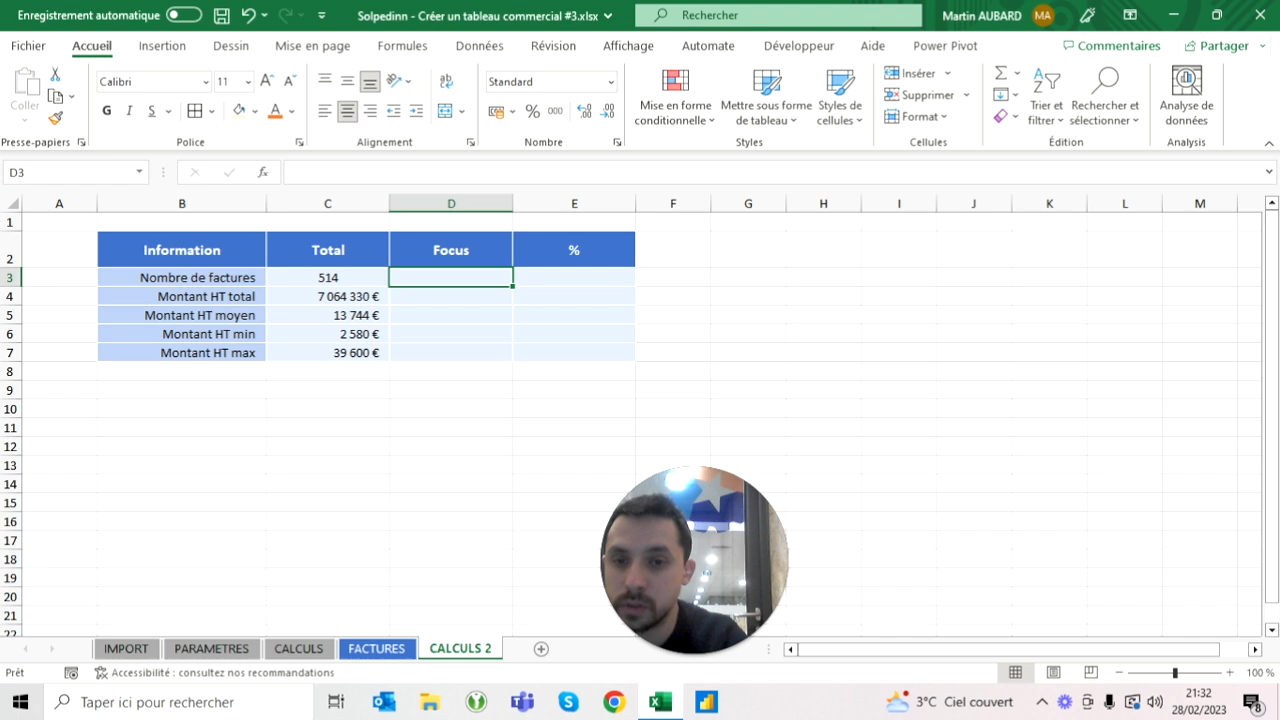 Enregistrement automatique
Solpedinn - Créer un tableau commercial #3.xlsx
Rechercher
Martin AUBARD
MA
Fichier Accueil Insertion Dessin Mise en page Formules Données Révision Affichage Automate Développeur Aide Power Pivot
Commentaires
Partager
Coller
Calibri
11
G I S
Standard
% 000
Mise en forme conditionnelle
Mettre sous forme de tableau
Styles de cellules
Insérer
Supprimer
Format
Trier et filtrer
Rechercher et sélectionner
Analyse de données
Presse-papiers Police Alignement Nombre Styles Cellules Édition Analysis
D3
fx
A B C D E F G H I J K L M
1
2 Information Total Focus %
3 Nombre de factures 514
4 Montant HT total 7 064 330 €
5 Montant HT moyen 13 744 €
6 Montant HT min 2 580 €
7 Montant HT max 39 600 €
8
9
10
11
12
13
14
15
16
17
18
19
20
21
22
IMPORT PARAMETRES CALCULS FACTURES CALCULS 2
Prêt
Accessibilité : consultez nos recommandations
100 %
Taper ici pour rechercher
3°C Ciel couvert
21:32
28/02/2023
8